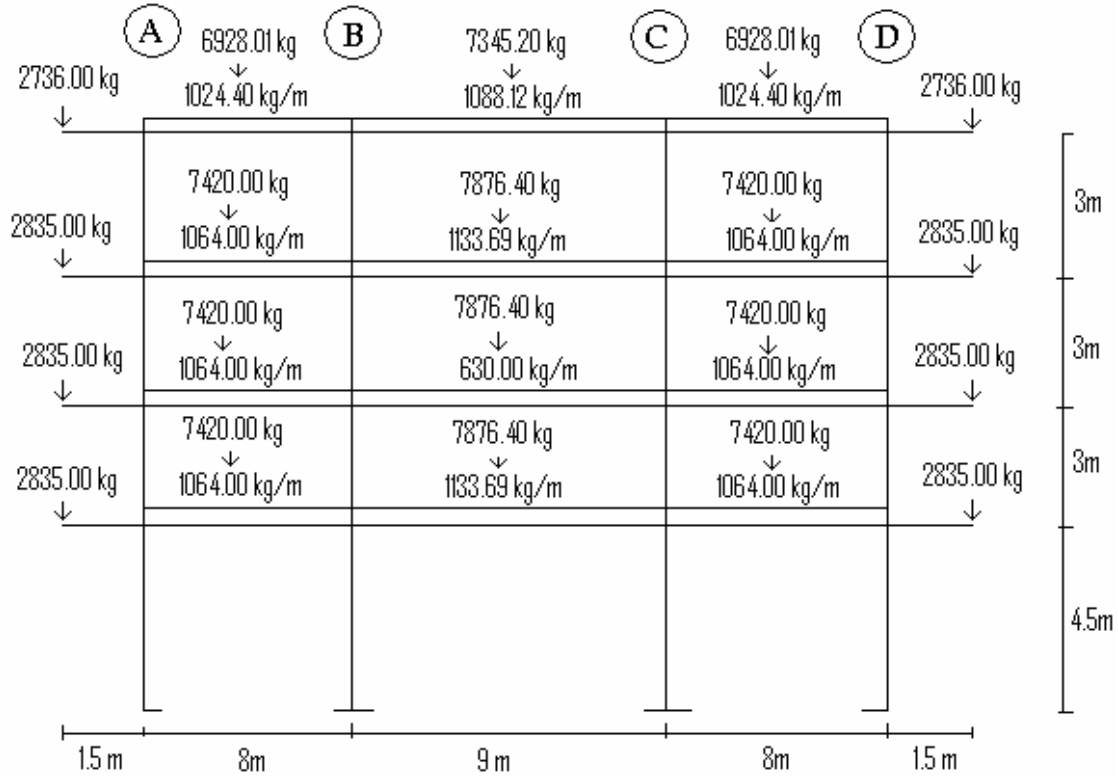 A
B
C
D
6928.01 kg
7345.20 kg
6928.01 kg
2736.00 kg
1024.40 kg/m
1088.12 kg/m
1024.40 kg/m
2736.00 kg
7420.00 kg
7876.40 kg
7420.00 kg
3m
2835.00 kg
1064.00 kg/m
1133.69 kg/m
1064.00 kg/m
2835.00 kg
7420.00 kg
7876.40 kg
7420.00 kg
3m
2835.00 kg
1064.00 kg/m
630.00 kg/m
1064.00 kg/m
2835.00 kg
7420.00 kg
7876.40 kg
7420.00 kg
3m
2835.00 kg
1064.00 kg/m
1133.69 kg/m
1064.00 kg/m
2835.00 kg
4.5m
1.5 m
8m
9 m
8m
1.5 m